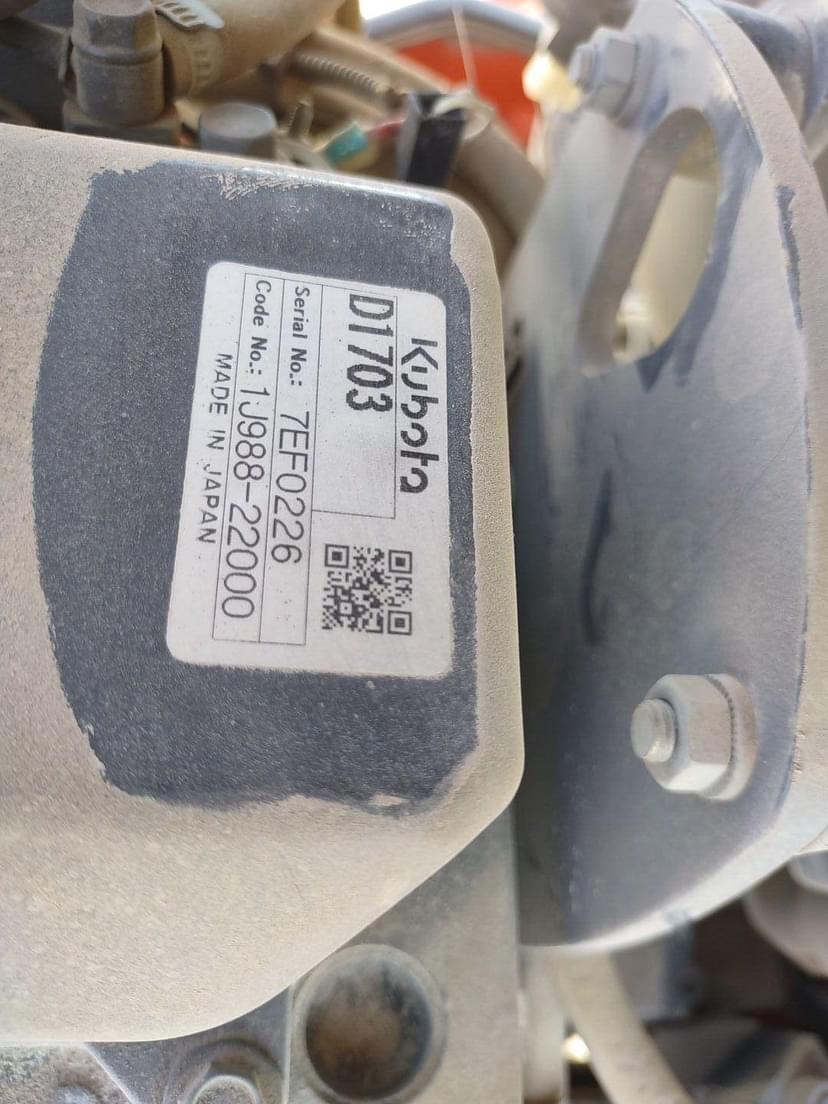 Kubota
D1703
Serial No.: 7EF0226
Code No.: 1J988-22000
MADE IN JAPAN